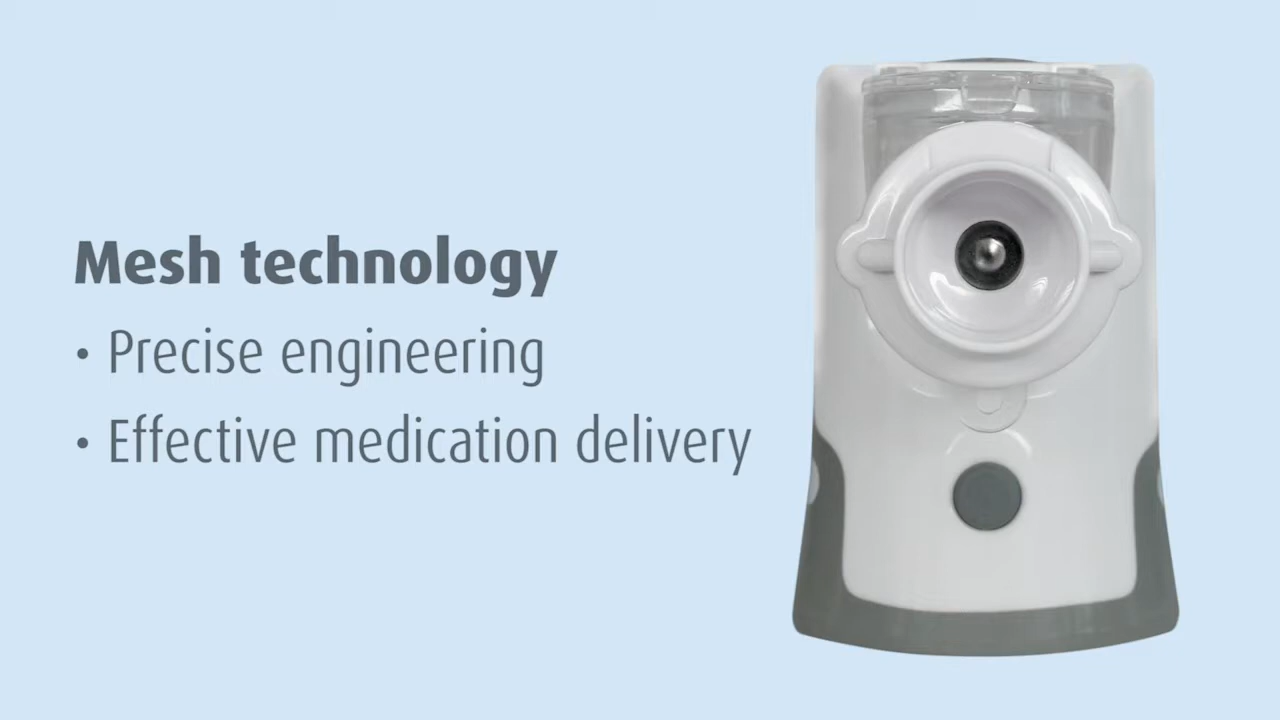 Mesh technology
• Precise engineering
• Effective medication delivery